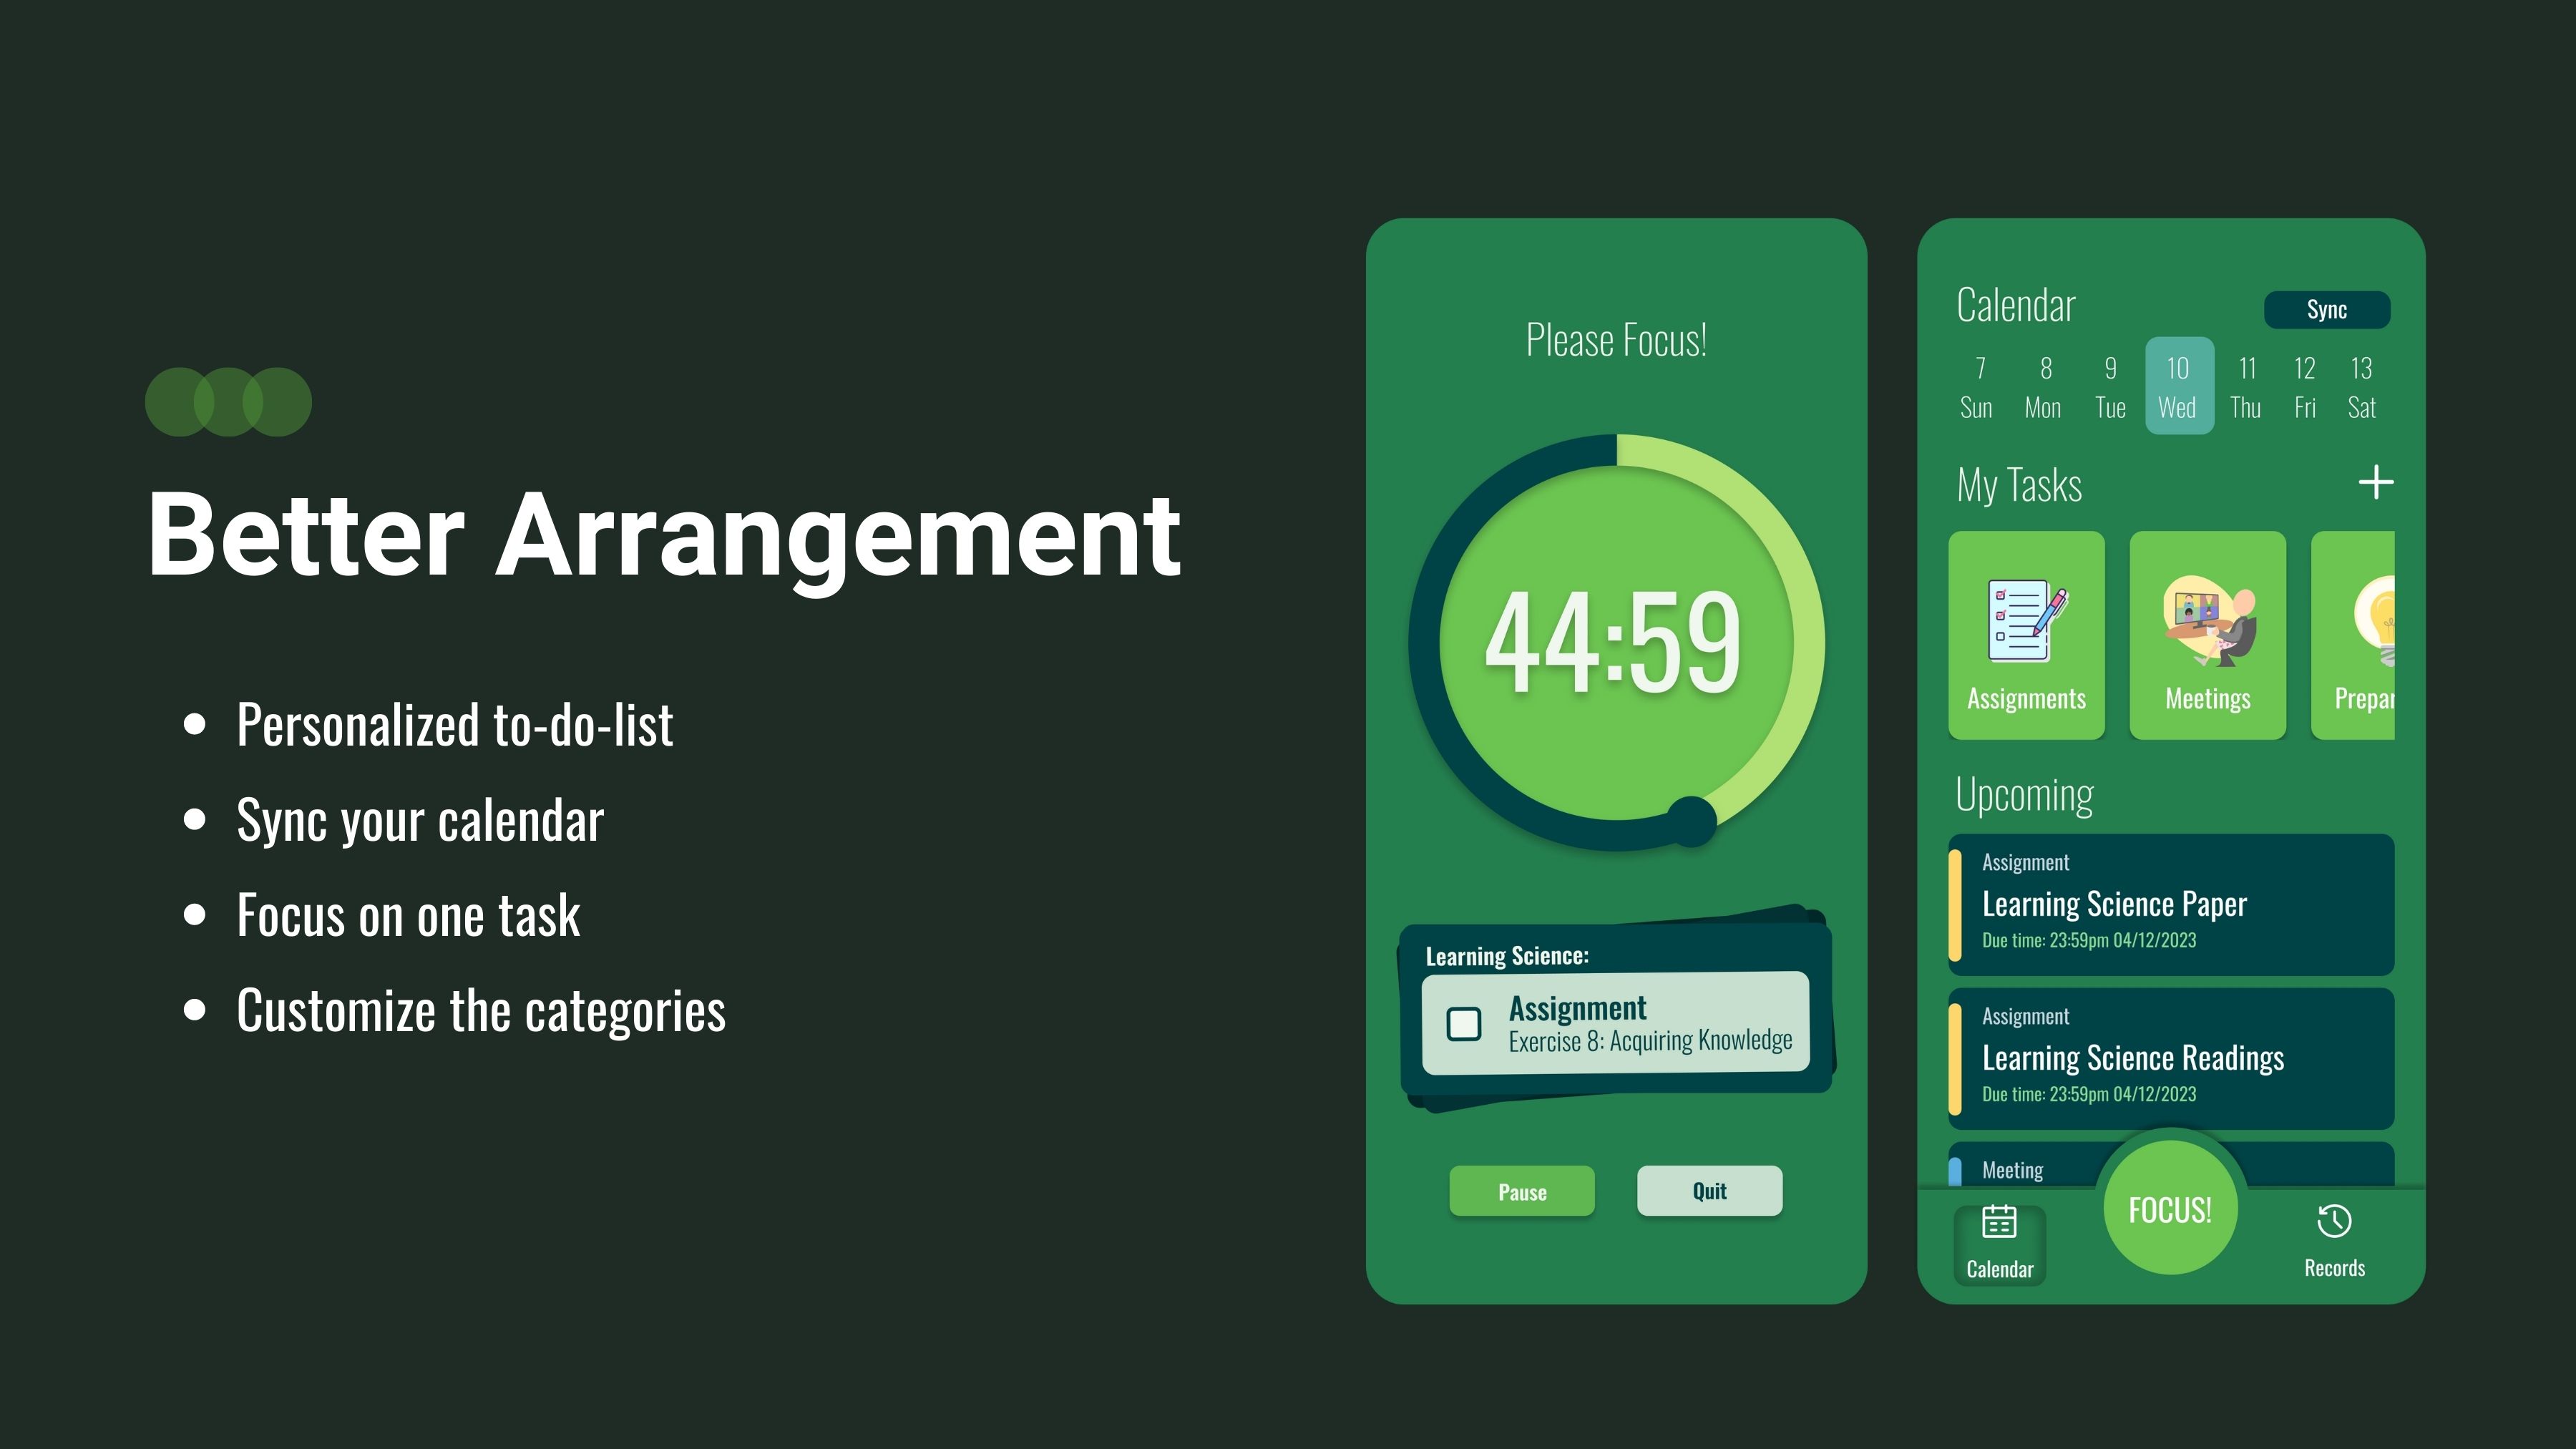 Better Arrangement
Personalized to-do-list
Sync your calendar
Focus on one task
Customize the categories
Please Focus!
44:59
Learning Science:
Assignment
Exercise 8: Acquiring Knowledge
Pause
Quit
Calendar
Sync
7 8 9 10 11 12 13
Sun Mon Tue Wed Thu Fri Sat
My Tasks
Assignments
Meetings
Prepar
Upcoming
Assignment
Learning Science Paper
Due time: 23:59pm 04/12/2023
Assignment
Learning Science Readings
Due time: 23:59pm 04/12/2023
Meeting
FOCUS!
Calendar
Records